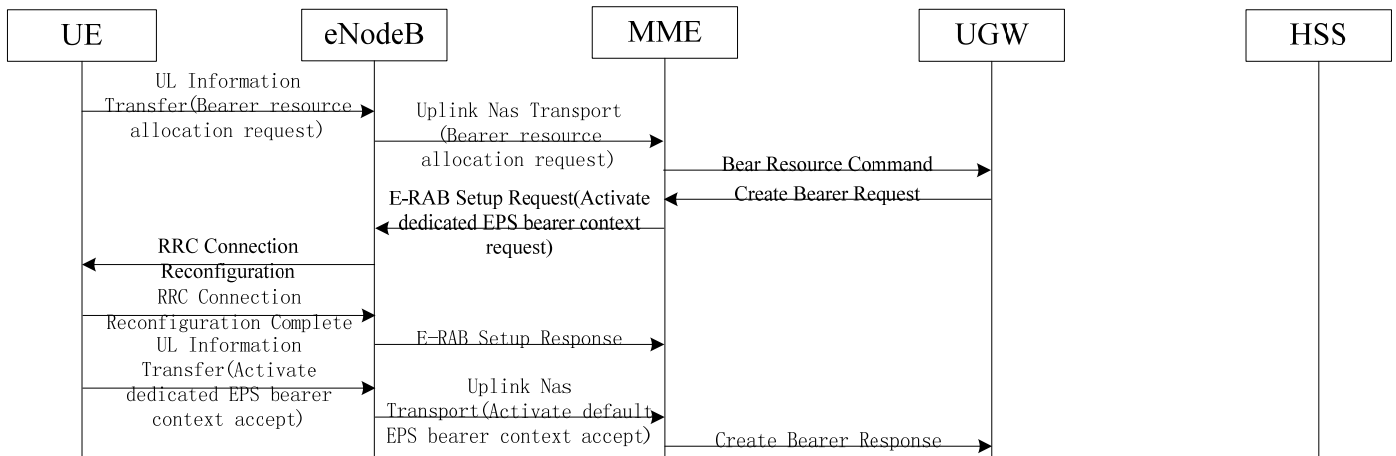 UE
eNodeB
MME
UGW
HSS
UL Information
Transfer(Bearer resource
allocation request)
Uplink Nas Transport
(Bearer resource
allocation request)
Bear Resource Command
Create Bearer Request
E-RAB Setup Request(Activate
dedicated EPS bearer context
request)
RRC Connection
Reconfiguration
RRC Connection
Reconfiguration Complete
E-RAB Setup Response
UL Information
Transfer(Activate
dedicated EPS bearer
context accept)
Uplink Nas
Transport(Activate default
EPS bearer context accept)
Create Bearer Response